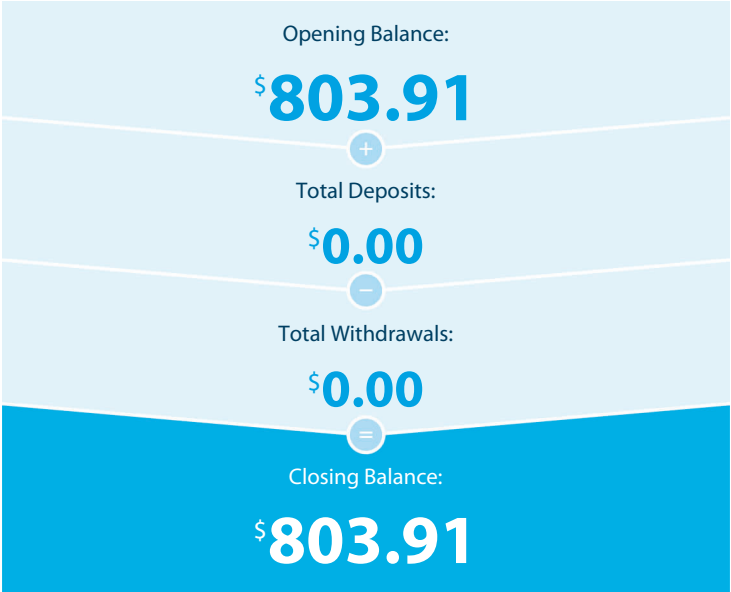 Opening Balance:
$803.91
+
Total Deposits:
$0.00
−
Total Withdrawals:
$0.00
=
Closing Balance:
$803.91